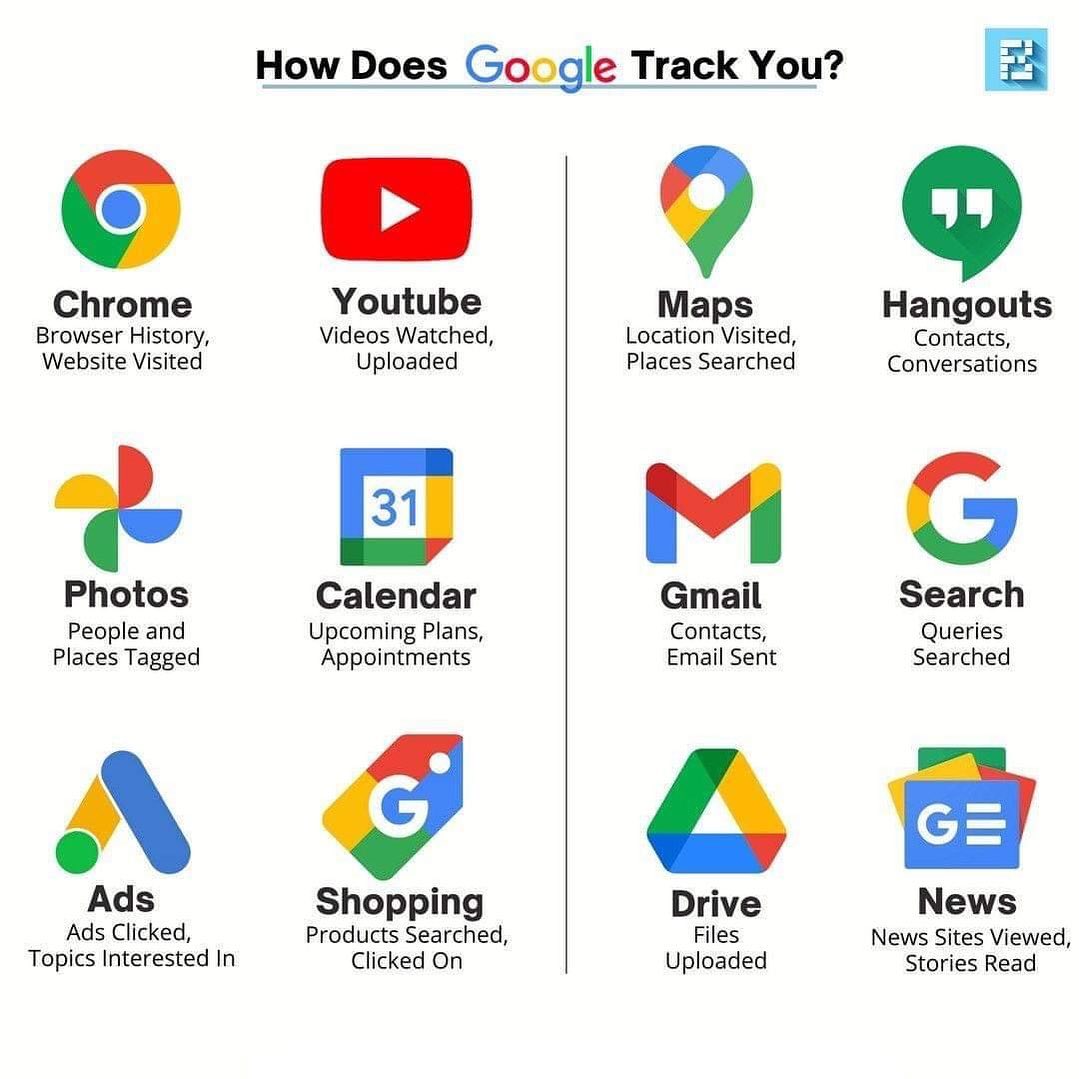 How Does Google Track You?
Chrome
Browser History,
Website Visited
Youtube
Videos Watched,
Uploaded
Maps
Location Visited,
Places Searched
Hangouts
Contacts,
Conversations
Photos
People and
Places Tagged
31
Calendar
Upcoming Plans,
Appointments
Gmail
Contacts,
Email Sent
G
Search
Queries
Searched
Ads
Ads Clicked,
Topics Interested In
G
Shopping
Products Searched,
Clicked On
Drive
Files
Uploaded
G
News
News Sites Viewed,
Stories Read